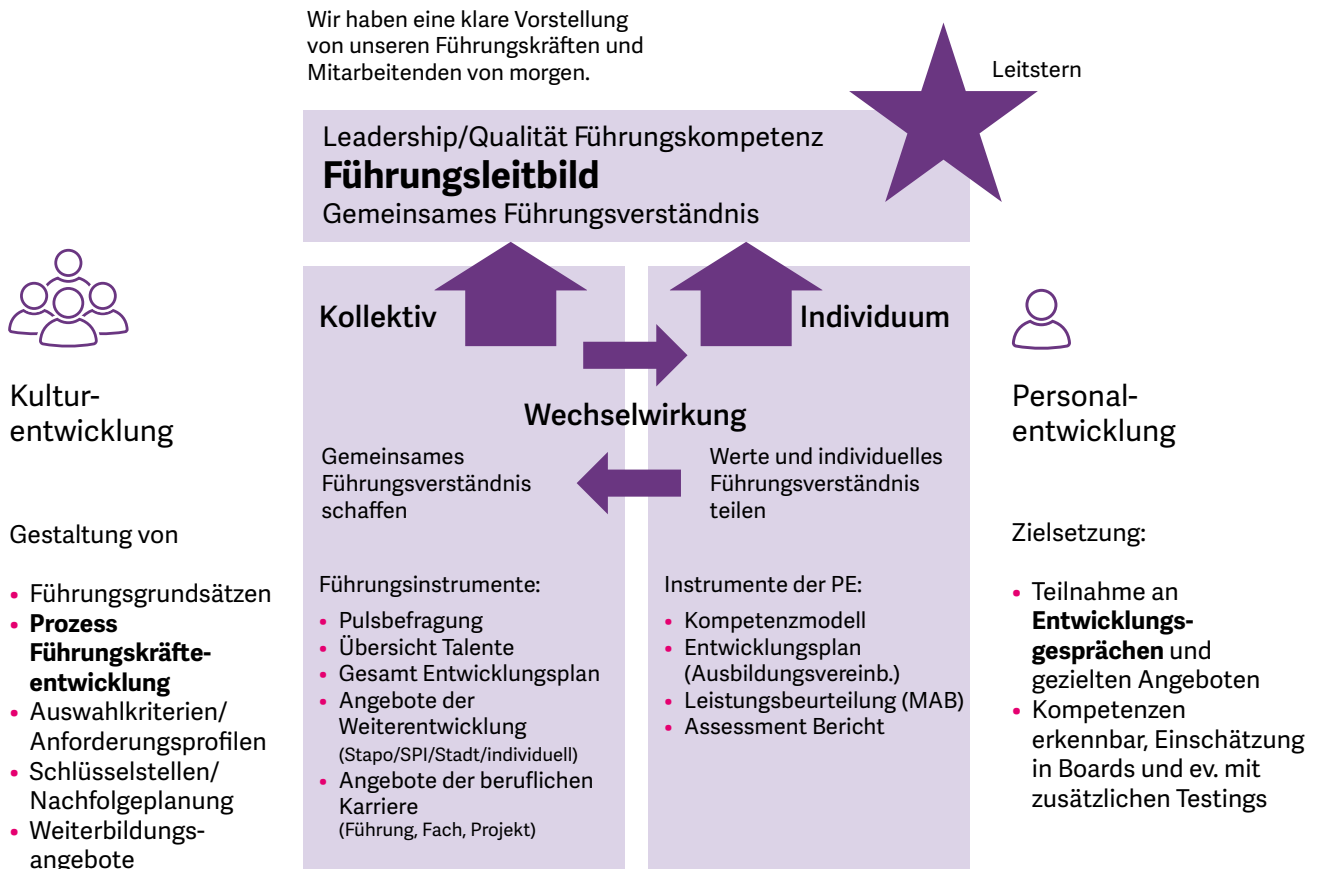 Wir haben eine klare Vorstellung
von unseren Führungskräften und
Mitarbeitenden von morgen.
Leitstern
Leadership/Qualität Führungskompetenz
Führungsleitbild
Gemeinsames Führungsverständnis
Kultur-
entwicklung
Gestaltung von
• Führungsgrundsätzen
• Prozess
Führungskräfte-
entwicklung
• Auswahlkriterien/
Anforderungsprofilen
• Schlüsselstellen/
Nachfolgeplanung
• Weiterbildungs-
angebote
Kollektiv
Individuum
Wechselwirkung
Gemeinsames
Führungsverständnis
schaffen
Werte und individuelles
Führungsverständnis
teilen
Führungsinstrumente:
• Pulsbefragung
• Übersicht Talente
• Gesamt Entwicklungsplan
• Angebote der
Weiterentwicklung
(Stapo/SPI/Stadt/individuell)
• Angebote der beruflichen
Karriere
(Führung, Fach, Projekt)
Instrumente der PE:
• Kompetenzmodell
• Entwicklungsplan
(Ausbildungsvereinb.)
• Leistungsbeurteilung (MAB)
• Assessment Bericht
Personal-
entwicklung
Zielsetzung:
• Teilnahme an
Entwicklungs-
gesprächen und
gezielten Angeboten
• Kompetenzen
erkennbar, Einschätzung
in Boards und ev. mit
zusätzlichen Testings